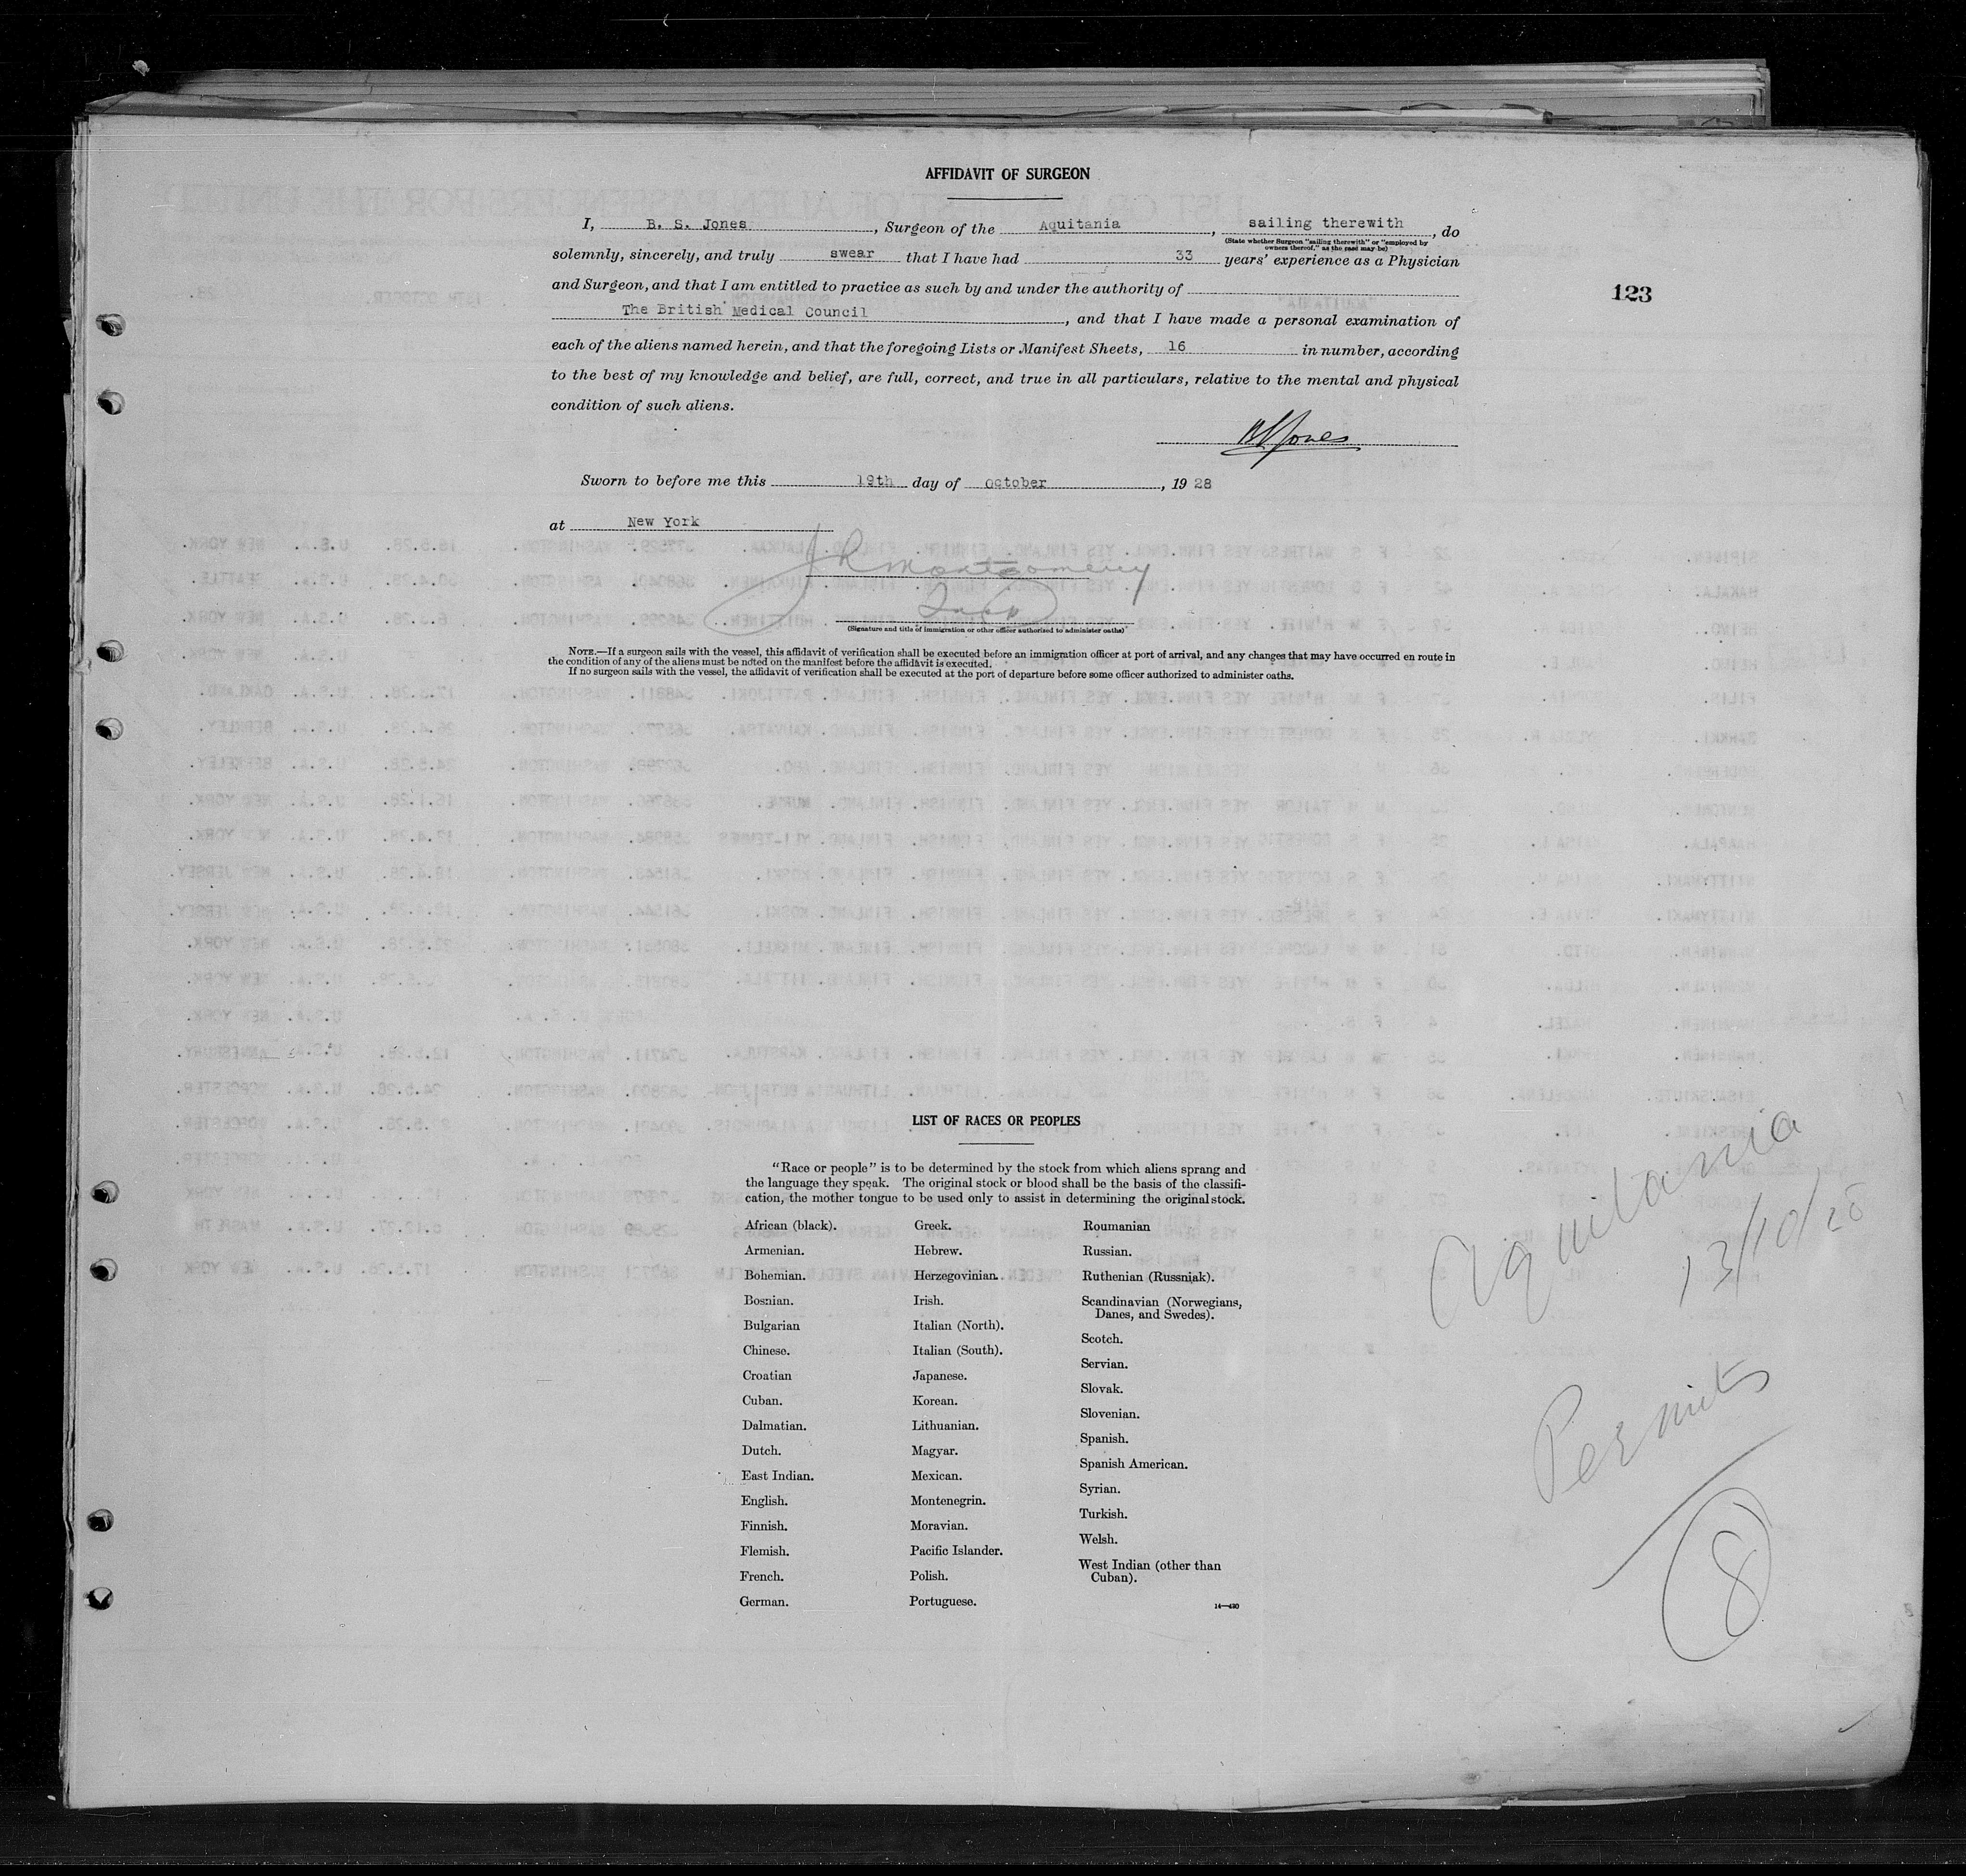 AFFIDAVIT OF SURGEON
I, B. S. Jones, Surgeon of the Aquitania, sailing therewith, do
(State whether Surgeon "sailing therewith" or "employed by
owners thereof," as the case may be)
solemnly, sincerely, and truly swear that I have had 33 years' experience as a Physician
and Surgeon, and that I am entitled to practice as such by and under the authority of
123
The British Medical Council, and that I have made a personal examination of
each of the aliens named herein, and that the foregoing Lists or Manifest Sheets, 16 in number, according
to the best of my knowledge and belief, are full, correct, and true in all particulars, relative to the mental and physical
condition of such aliens.
BSJones
Sworn to before me this 19th day of October, 1928
at New York
J R Montgomery
Insp
(Signature and title of immigration or other officer authorized to administer oaths)
NOTE.—If a surgeon sails with the vessel, this affidavit of verification shall be executed before an immigration officer at port of arrival, and any changes that may have occurred en route in
the condition of any of the aliens must be noted on the manifest before the affidavit is executed.
If no surgeon sails with the vessel, the affidavit of verification shall be executed at the port of departure before some officer authorized to administer oaths.
LIST OF RACES OR PEOPLES
"Race or people" is to be determined by the stock from which aliens sprang and
the language they speak. The original stock or blood shall be the basis of the classifi-
cation, the mother tongue to be used only to assist in determining the original stock.
African (black).
Armenian.
Bohemian.
Bosnian.
Bulgarian
Chinese.
Croatian
Cuban.
Dalmatian.
Dutch.
East Indian.
English.
Finnish.
Flemish.
French.
German.
Greek.
Hebrew.
Herzegovinian.
Irish.
Italian (North).
Italian (South).
Japanese.
Korean.
Lithuanian.
Magyar.
Mexican.
Montenegrin.
Moravian.
Pacific Islander.
Polish.
Portuguese.
Roumanian
Russian.
Ruthenian (Russniak).
Scandinavian (Norwegians,
Danes, and Swedes).
Scotch.
Servian.
Slovak.
Slovenian.
Spanish.
Spanish American.
Syrian.
Turkish.
Welsh.
West Indian (other than
Cuban).
14—430
Aquitania
13/10/28
Permits
8